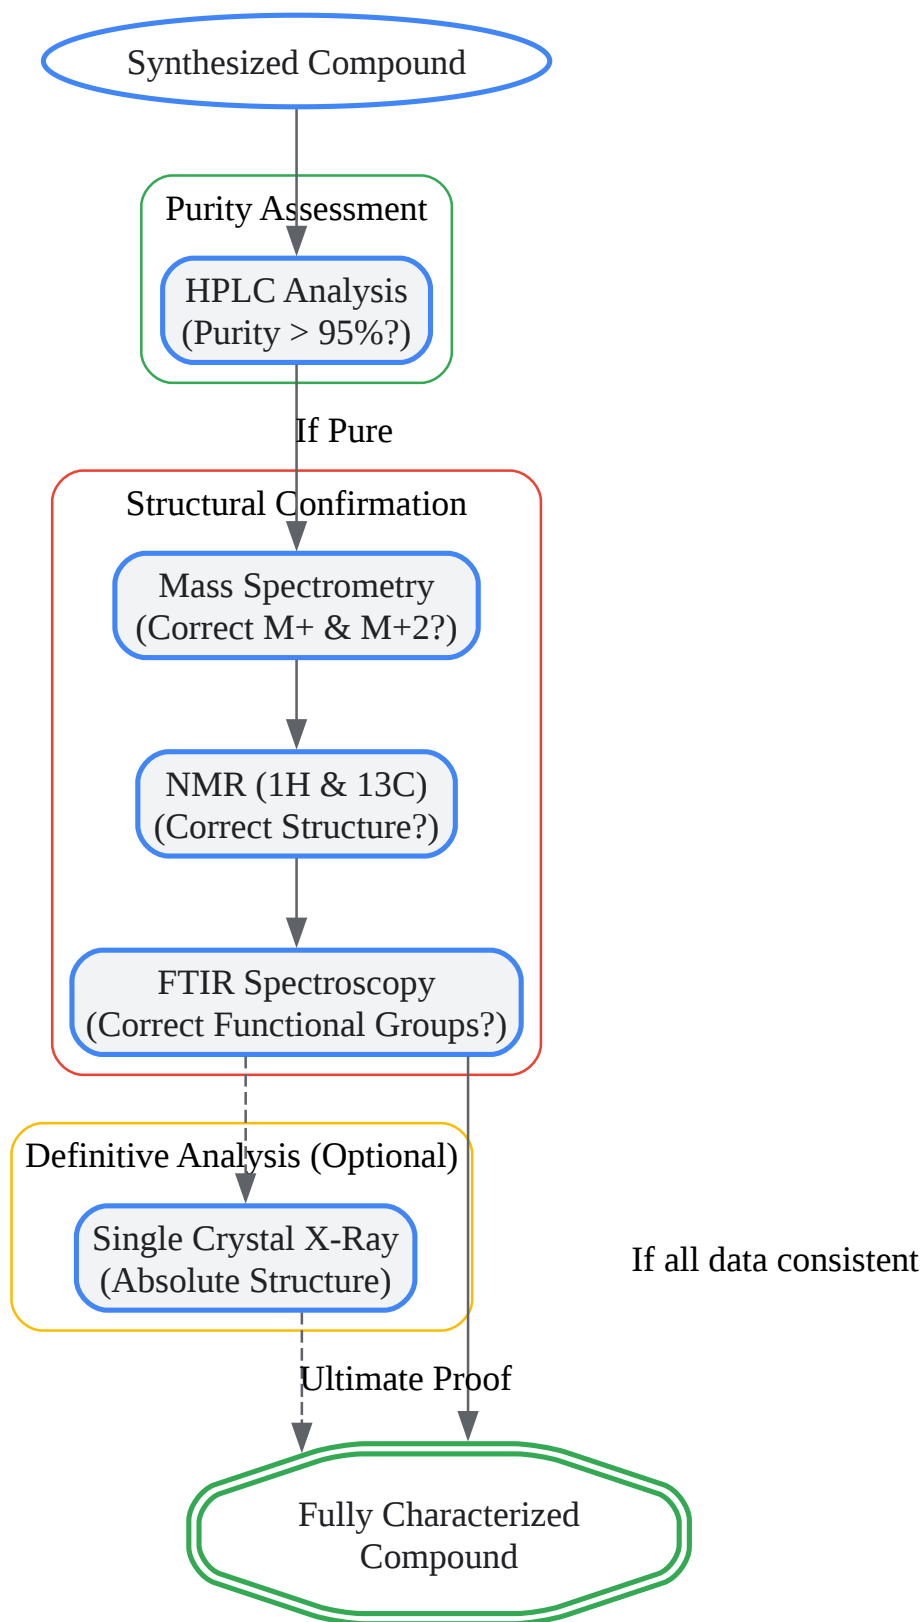 Synthesized Compound
Purity Assessment
HPLC Analysis
(Purity > 95%?)
If Pure
Structural Confirmation
Mass Spectrometry
(Correct M+ & M+2?)
NMR (1H & 13C)
(Correct Structure?)
FTIR Spectroscopy
(Correct Functional Groups?)
Definitive Analysis (Optional)
Single Crystal X-Ray
(Absolute Structure)
If all data consistent
Ultimate Proof
Fully Characterized
Compound